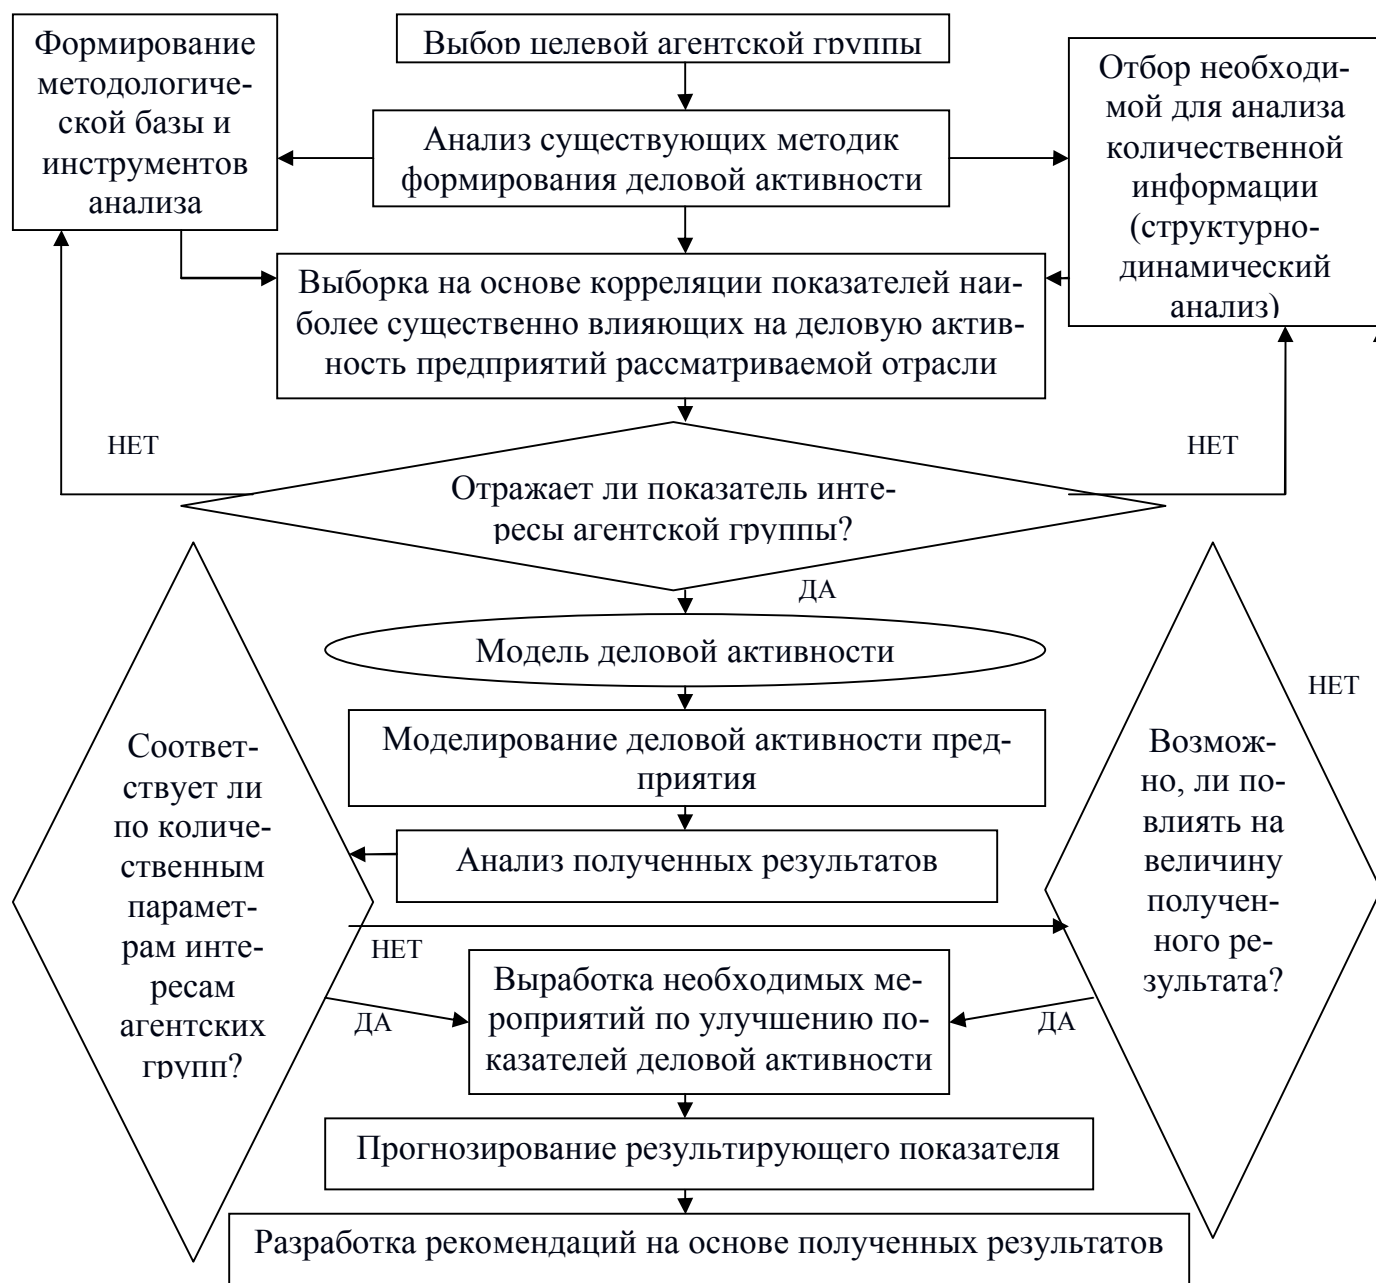 Формирование
методологиче-
ской базы и
инструментов
анализа
Выбор целевой агентской группы
Отбор необходи-
мой для анализа
количественной
информации
(структурно-
динамический
анализ)
Анализ существующих методик
формирования деловой активности
Выборка на основе корреляции показателей наи-
более существенно влияющих на деловую актив-
ность предприятий рассматриваемой отрасли
НЕТ
НЕТ
Отражает ли показатель инте-
ресы агентской группы?
ДА
Модель деловой активности
НЕТ
Моделирование деловой активности пред-
приятия
Соответ-
ствует ли
по количе-
ственным
парамет-
рам инте-
ресам
агентских
групп?
Возмож-
но, ли по-
влиять на
величину
получен-
ного ре-
зультата?
Анализ полученных результатов
НЕТ
Выработка необходимых ме-
роприятий по улучшению по-
казателей деловой активности
ДА
ДА
Прогнозирование результирующего показателя
Разработка рекомендаций на основе полученных результатов